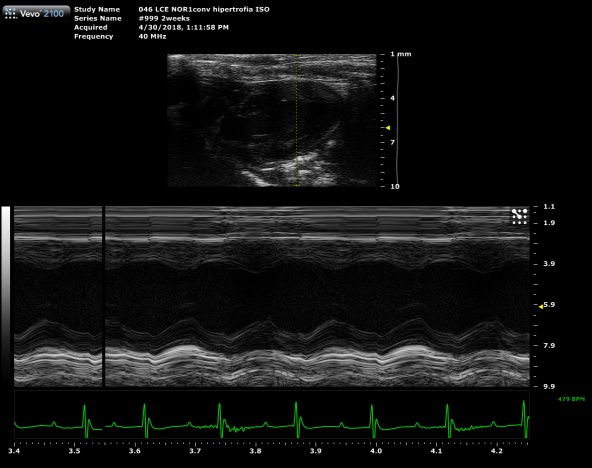 Vevo 2100
Study Name 046 LCE NOR1conv hipertrofia ISO
Series Name #999 2weeks
Acquired 4/30/2018, 1:11:58 PM
Frequency 40 MHz
1 mm
4
7
10
1.1
1.9
3.9
5.9
7.9
9.9
479 BPM
3.4 3.5 3.6 3.7 3.8 3.9 4.0 4.1 4.2